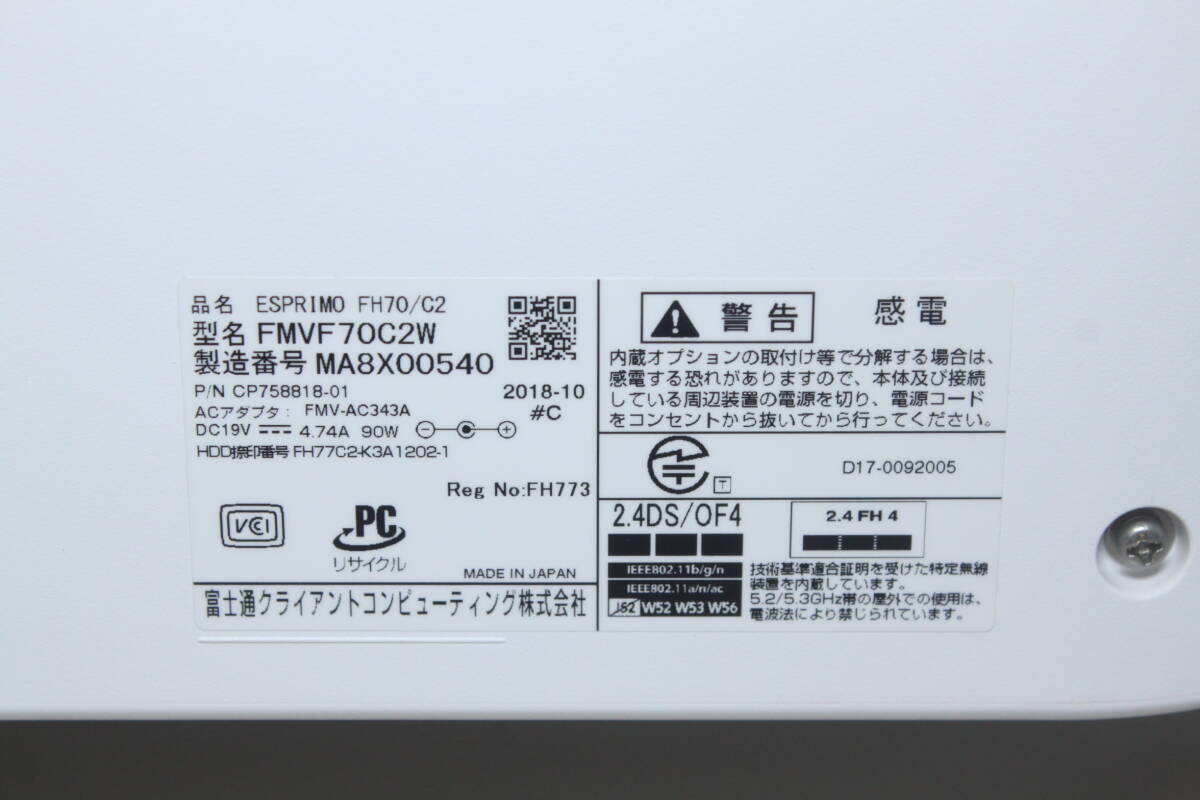 品名 ESPRIMO FH70/C2
型名 FMVF70C2W
製造番号 MA8X00540
P/N CP758818-01
2018-10
ACアダプタ: FMV-AC343A
#C
DC19V 4.74A 90W
HDD捺印番号 FH77C2-K3A1202-1
Reg No:FH773
VCCI
PC
リサイクル
MADE IN JAPAN
富士通クライアントコンピューティング株式会社
警告 感電
内蔵オプションの取付け等で分解する場合は、
感電する恐れがありますので、本体及び接続
している周辺装置の電源を切り、電源コード
をコンセントから抜いてから行ってください。
T D17-0092005
2.4DS/OF4
2.4 FH 4
IEEE802.11b/g/n
IEEE802.11a/n/ac
J52 W52 W53 W56
技術基準適合証明を受けた特定無線
装置を内蔵しています。
5.2/5.3GHz帯の屋外での使用は、
電波法により禁じられています。